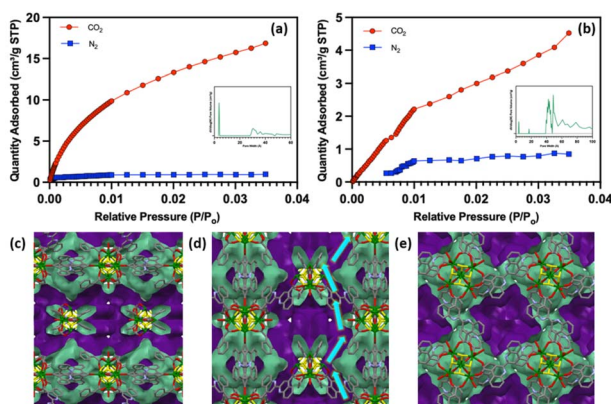 (a)
CO₂
N₂
Quantity Adsorbed (cm³/g STP)
20
15
10
5
0
0.00
0.01
0.02
0.03
0.04
Relative Pressure (P/Pₒ)
(b)
CO₂
N₂
Quantity Adsorbed (cm³/g STP)
5
4
3
2
1
0
0.00
0.01
0.02
0.03
0.04
Relative Pressure (P/Pₒ)
(c)
(d)
(e)